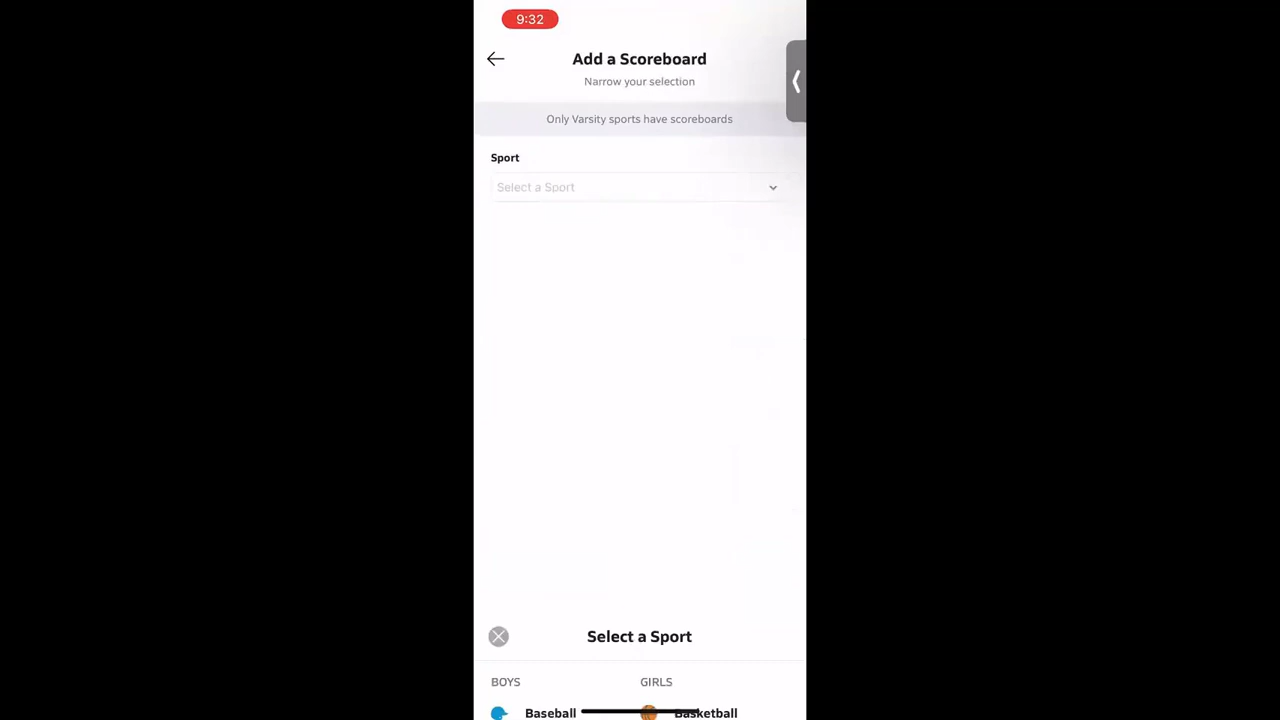 9:32
Add a Scoreboard
Narrow your selection
Only Varsity sports have scoreboards
Sport
Select a Sport
Select a Sport
BOYS GIRLS
Baseball Basketball